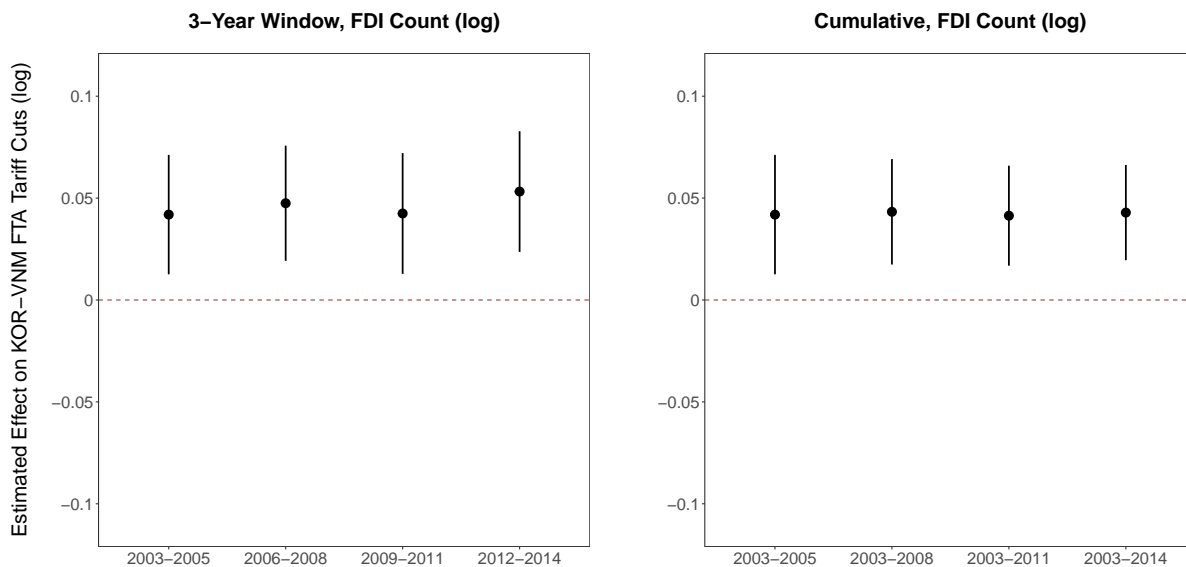 3−Year Window, FDI Count (log)
Cumulative, FDI Count (log)
Estimated Effect on KOR−VNM FTA Tariff Cuts (log)
0.1
0.05
0
−0.05
−0.1
2003−2005 2006−2008 2009−2011 2012−2014
0.1
0.05
0
−0.05
−0.1
2003−2005 2003−2008 2003−2011 2003−2014